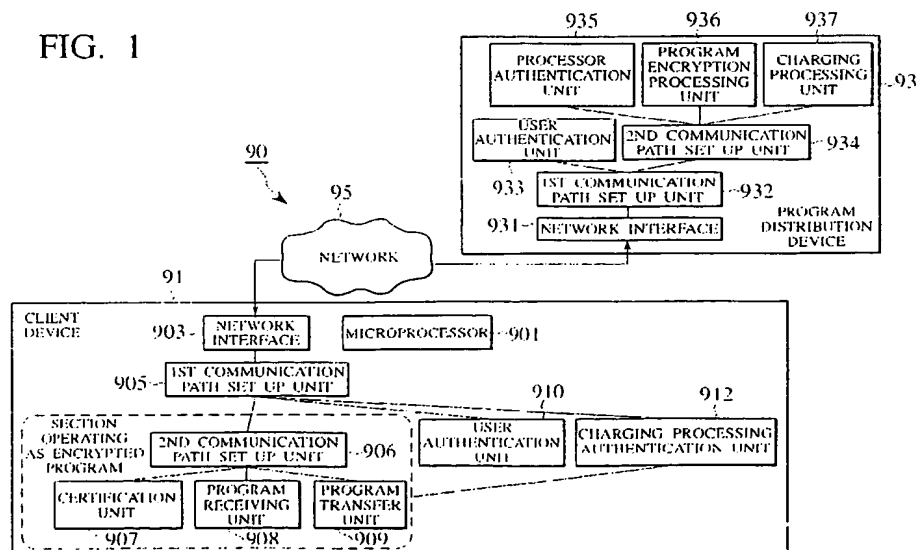 FIG. 1
935
936
937
PROCESSOR
AUTHENTICATION
UNIT
PROGRAM
ENCRYPTION
PROCESSING
UNIT
CHARGING
PROCESSING
UNIT
93
USER
AUTHENTICATION
UNIT
2ND COMMUNICATION
PATH SET UP UNIT
934
933
1ST COMMUNICATION
PATH SET UP UNIT
932
931
NETWORK INTERFACE
PROGRAM
DISTRIBUTION
DEVICE
90
95
NETWORK
91
CLIENT
DEVICE
903
NETWORK
INTERFACE
MICROPROCESSOR
901
905
1ST COMMUNICATION
PATH SET UP UNIT
910
912
SECTION
OPERATING
AS ENCRYPTED
PROGRAM
2ND COMMUNICATION
PATH SET UP UNIT
906
USER
AUTHENTICATION
UNIT
CHARGING PROCESSING
AUTHENTICATION UNIT
CERTIFICATION
UNIT
PROGRAM
RECEIVING
UNIT
PROGRAM
TRANSFER
UNIT
907
908
909